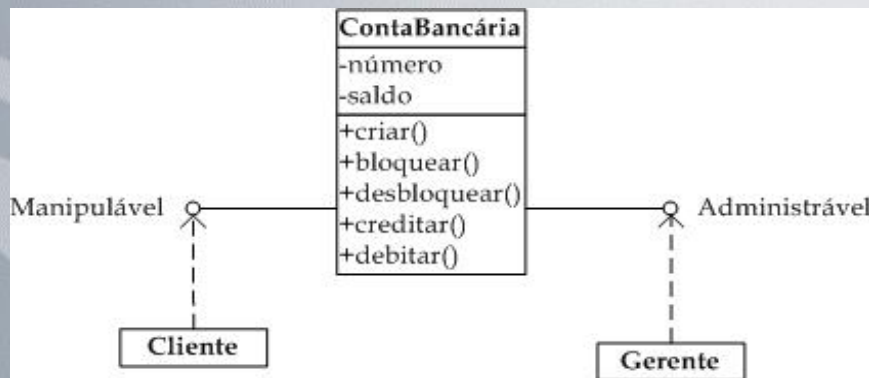 ContaBancária
-número
-saldo
+criar()
+bloquear()
+desbloquear()
+creditar()
+debitar()
Manipulável
Administrável
Cliente
Gerente